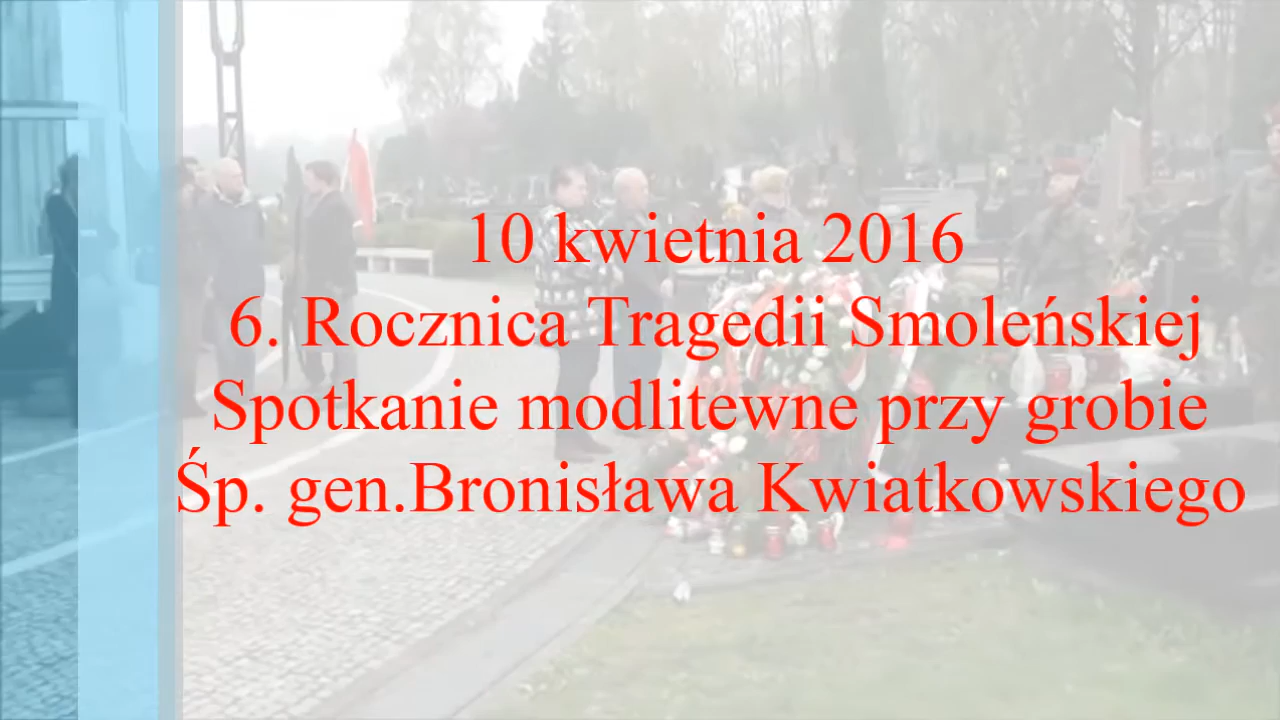 10 kwietnia 2016
6. Rocznica Tragedii Smoleńskiej
Spotkanie modlitewne przy grobie
Śp. gen.Bronisława Kwiatkowskiego